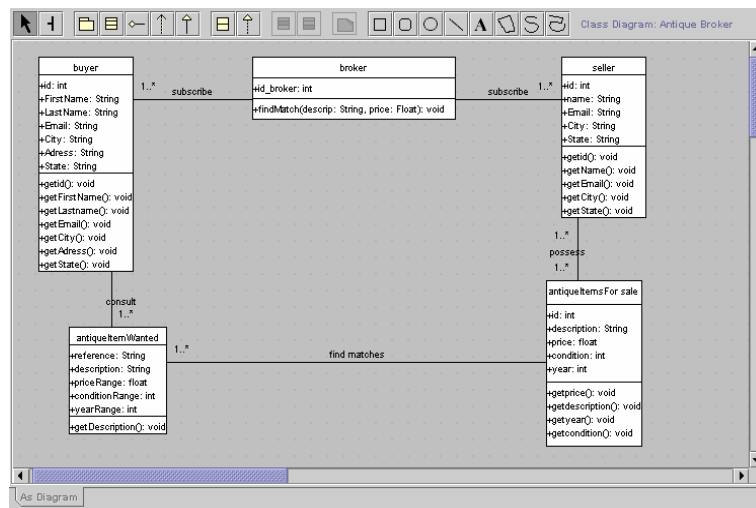 A
Class Diagram: Antique Broker
buyer
+id: int
+FirstName: String
+LastName: String
+Email: String
+City: String
+Adress: String
+State: String
+getid(): void
+getFirstName(): void
+getLastname(): void
+getEmail(): void
+getCity(): void
+getAdress(): void
+getState(): void
1..*
subscribe
broker
+id_broker: int
+findMatch(descrip: String, price: Float): void
subscribe
1..*
seller
+id: int
+name: String
+Email: String
+City: String
+State: String
+getid(): void
+getName(): void
+getEmail(): void
+getCity(): void
+getState(): void
1..*
possess
1..*
consult
1..*
antiqueItemWanted
+reference: String
+description: String
+priceRange: float
+conditionRange: int
+yearRange: int
+getDescription(): void
1..*
find matches
antiqueItemsFor sale
+id: int
+description: String
+price: float
+condition: int
+year: int
+getprice(): void
+getdescription(): void
+getyear(): void
+getcondition(): void
As Diagram